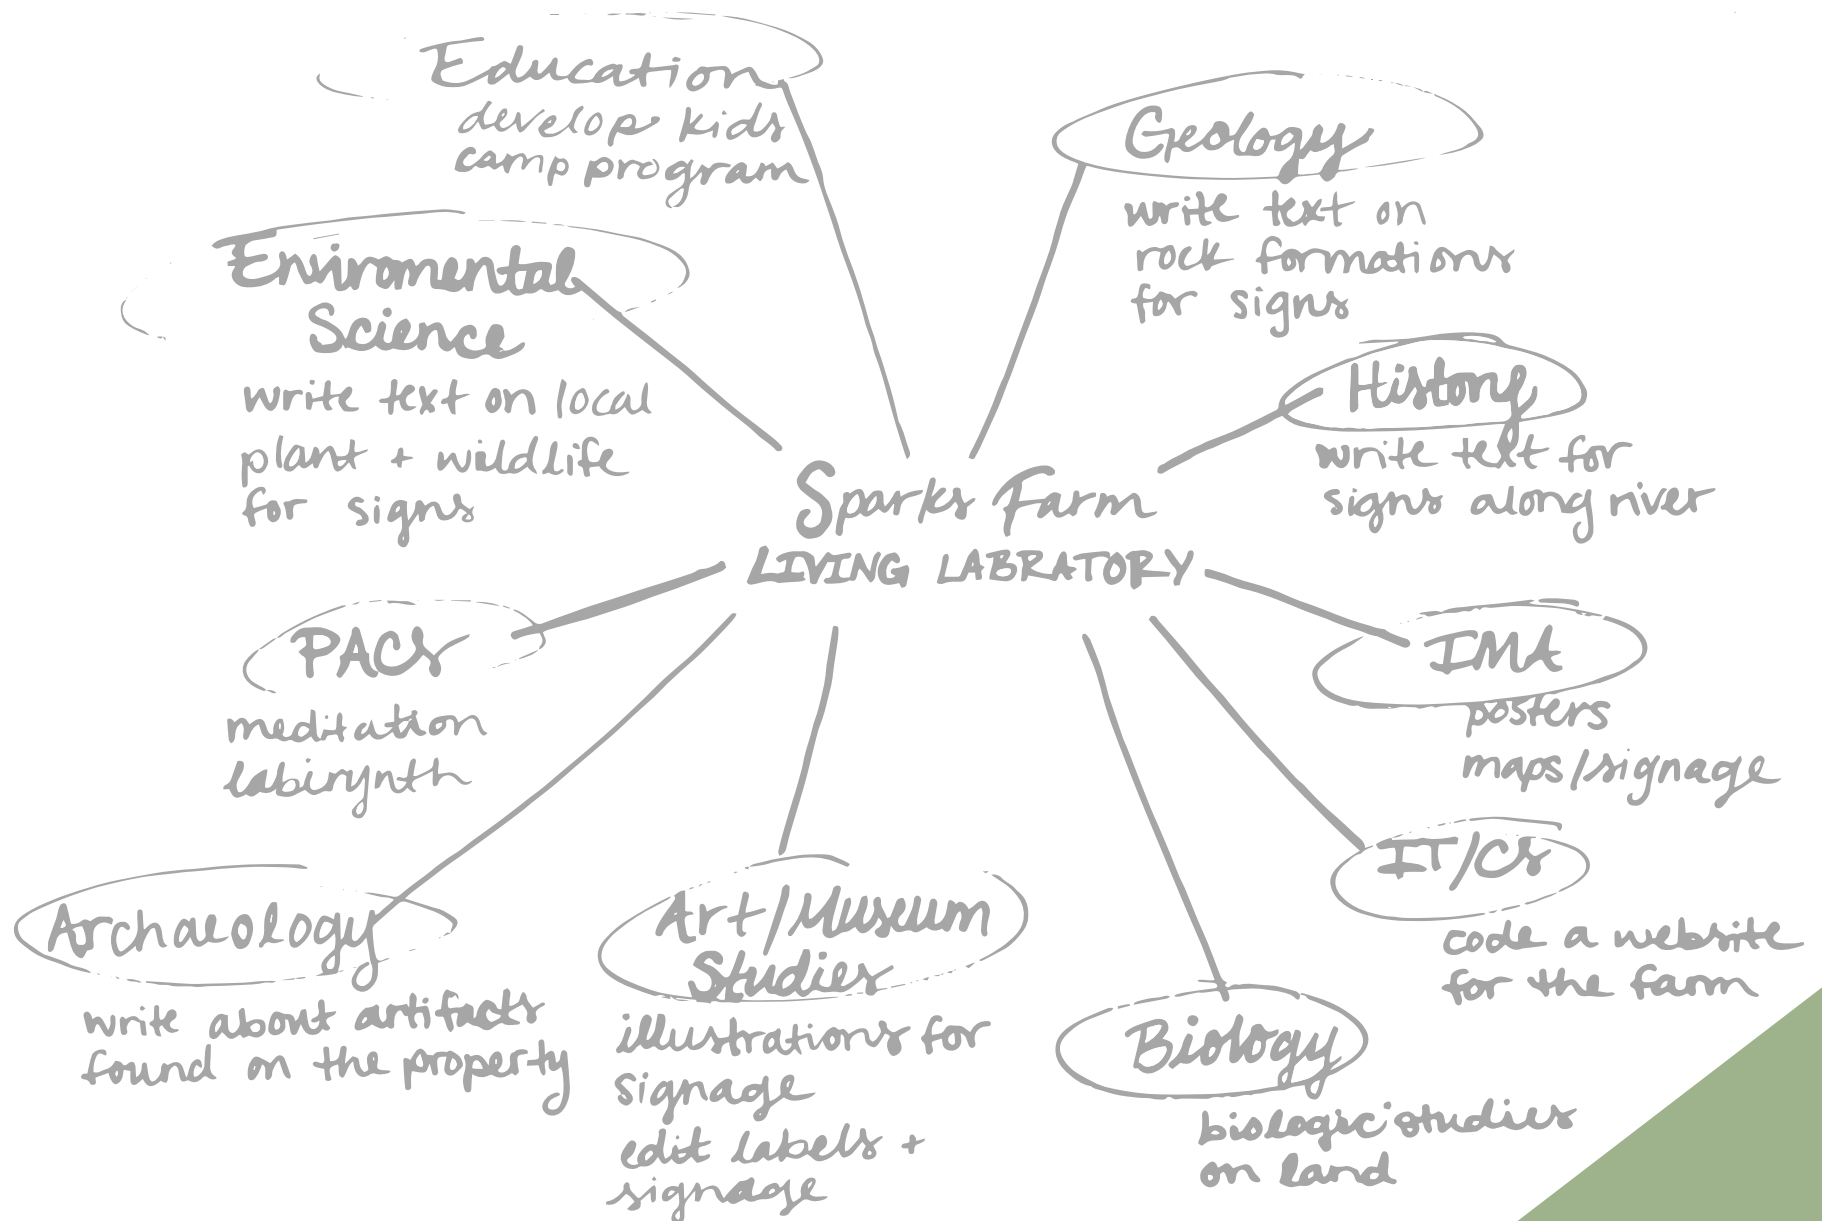 Education
develop kids
camp program
Geology
write text on
rock formations
for signs
Enviromental
Science
write text on local
plant + wildlife
for signs
History
write text for
signs along river
Sparks Farm
LIVING LABRATORY
PACS
meditation
labirynth
IMA
posters
maps/signage
IT/CS
code a website
for the farm
Archaeology
write about artifacts
found on the property
Art/Museum
Studies
illustrations for
signage
edit labels +
signage
Biology
biologic studies
on land